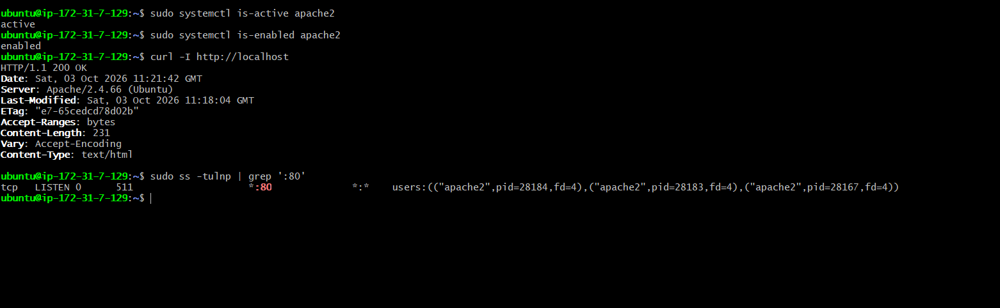 ubuntu@ip-172-31-7-129:~$ sudo systemctl is-active apache2
active
ubuntu@ip-172-31-7-129:~$ sudo systemctl is-enabled apache2
enabled
ubuntu@ip-172-31-7-129:~$ curl -I http://localhost
HTTP/1.1 200 OK
Date: Sat, 03 Oct 2026 11:21:42 GMT
Server: Apache/2.4.66 (Ubuntu)
Last-Modified: Sat, 03 Oct 2026 11:18:04 GMT
ETag: "e7-65cedcd78d02b"
Accept-Ranges: bytes
Content-Length: 231
Vary: Accept-Encoding
Content-Type: text/html
ubuntu@ip-172-31-7-129:~$ sudo ss -tulnp | grep ':80'
tcp   LISTEN 0      511                    *:80              *:*    users:(("apache2",pid=28184,fd=4),("apache2",pid=28183,fd=4),("apache2",pid=28167,fd=4))
ubuntu@ip-172-31-7-129:~$